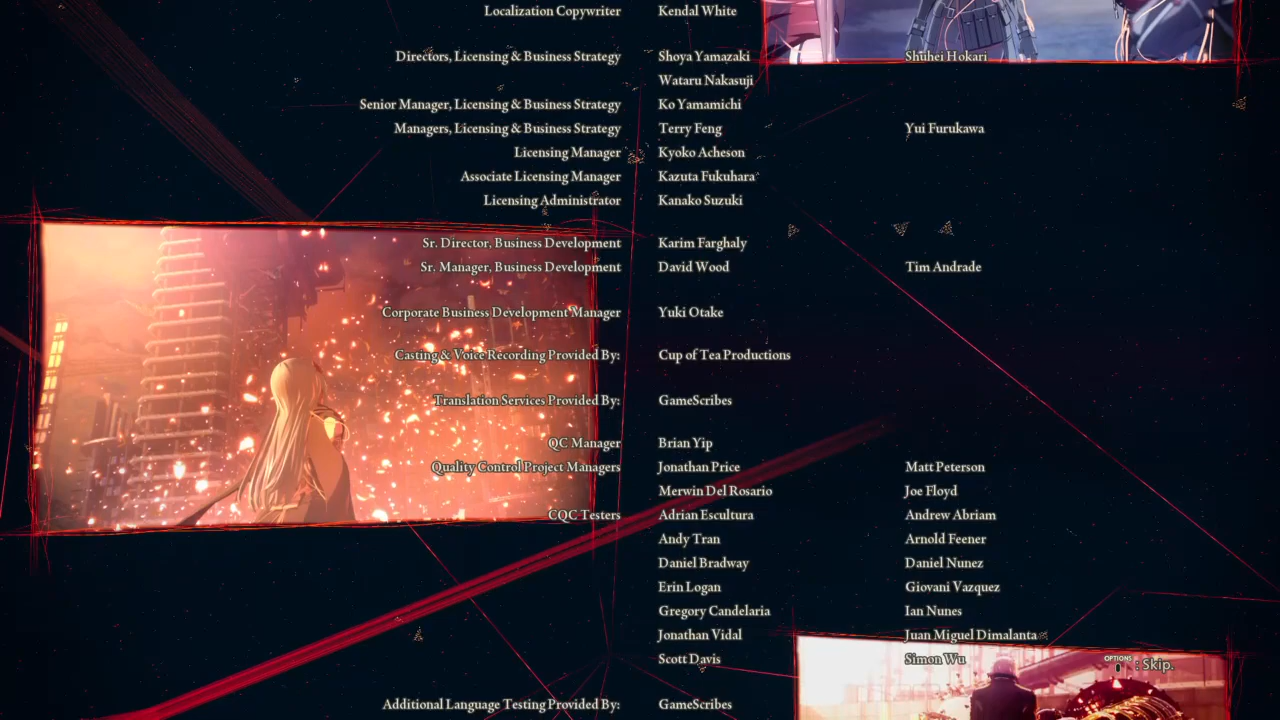 Localization Copywriter Kendal White
Directors, Licensing & Business Strategy Shoya Yamazaki Shuhei Hokari
Wataru Nakasuji
Senior Manager, Licensing & Business Strategy Ko Yamamichi
Managers, Licensing & Business Strategy Terry Feng Yui Furukawa
Licensing Manager Kyoko Acheson
Associate Licensing Manager Kazuta Fukuhara
Licensing Administrator Kanako Suzuki
Sr. Director, Business Development Karim Farghaly
Sr. Manager, Business Development David Wood Tim Andrade
Corporate Business Development Manager Yuki Otake
Casting & Voice Recording Provided By: Cup of Tea Productions
Translation Services Provided By: GameScribes
QC Manager Brian Yip
Quality Control Project Managers Jonathan Price Matt Peterson
Merwin Del Rosario Joe Floyd
CQC Testers Adrian Escultura Andrew Abriam
Andy Tran Arnold Feener
Daniel Bradway Daniel Nunez
Erin Logan Giovani Vazquez
Gregory Candelaria Ian Nunes
Jonathan Vidal Juan Miguel Dimalanta
Scott Davis Simon Wu
OPTIONS : Skip.
Additional Language Testing Provided By: GameScribes